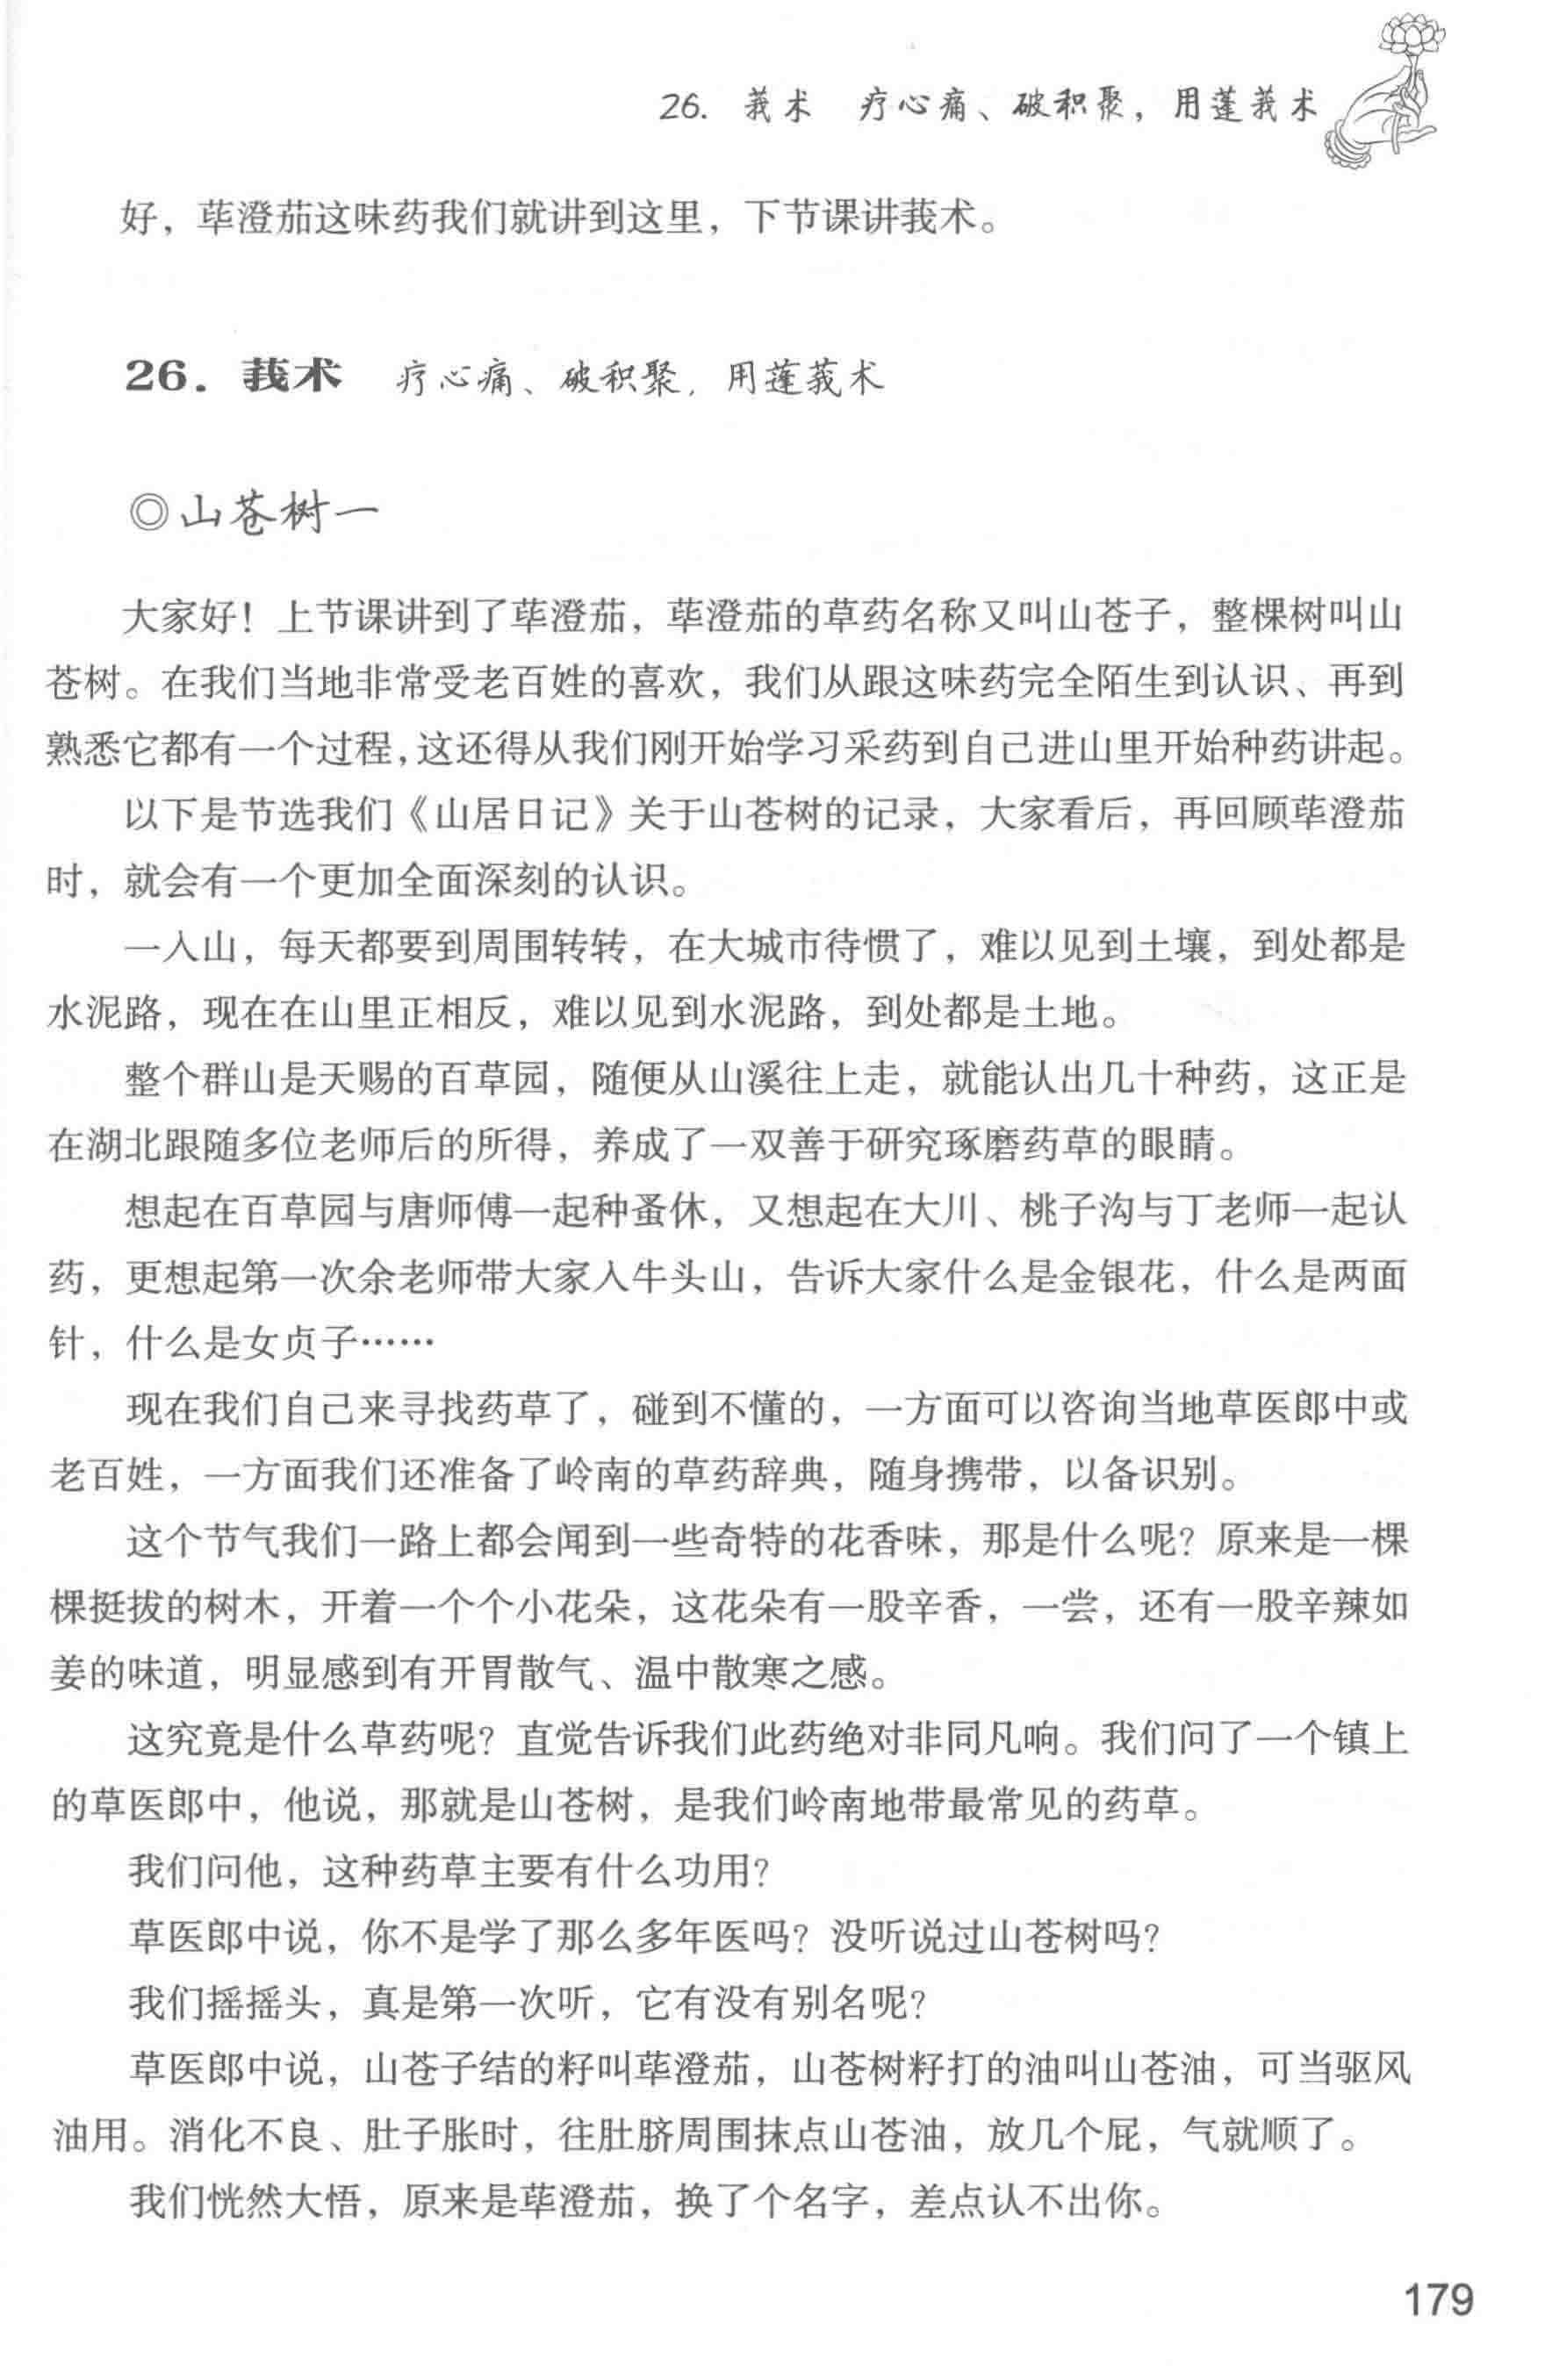 26. 莪术　疗心痛、破积聚，用蓬莪术
好，荜澄茄这味药我们就讲到这里，下节课讲莪术。
26. 莪术　疗心痛、破积聚，用蓬莪术
◎山苍树一
大家好！上节课讲到了荜澄茄，荜澄茄的草药名称又叫山苍子，整棵树叫山
苍树。在我们当地非常受老百姓的喜欢，我们从跟这味药完全陌生到认识、再到
熟悉它都有一个过程，这还得从我们刚开始学习采药到自己进山里开始种药讲起。
以下是节选我们《山居日记》关于山苍树的记录，大家看后，再回顾荜澄茄
时，就会有一个更加全面深刻的认识。
一入山，每天都要到周围转转，在大城市待惯了，难以见到土壤，到处都是
水泥路，现在在山里正相反，难以见到水泥路，到处都是土地。
整个群山是天赐的百草园，随便从山溪往上走，就能认出几十种药，这正是
在湖北跟随多位老师后的所得，养成了一双善于研究琢磨药草的眼睛。
想起在百草园与唐师傅一起种蚤休，又想起在大川、桃子沟与丁老师一起认
药，更想起第一次余老师带大家入牛头山，告诉大家什么是金银花，什么是两面
针，什么是女贞子……
现在我们自己来寻找药草了，碰到不懂的，一方面可以咨询当地草医郎中或
老百姓，一方面我们还准备了岭南的草药辞典，随身携带，以备识别。
这个节气我们一路上都会闻到一些奇特的花香味，那是什么呢？原来是一棵
棵挺拔的树木，开着一个个小花朵，这花朵有一股辛香，一尝，还有一股辛辣如
姜的味道，明显感到有开胃散气、温中散寒之感。
这究竟是什么草药呢？直觉告诉我们此药绝对非同凡响。我们问了一个镇上
的草医郎中，他说，那就是山苍树，是我们岭南地带最常见的药草。
我们问他，这种药草主要有什么功用？
草医郎中说，你不是学了那么多年医吗？没听说过山苍树吗？
我们摇摇头，真是第一次听，它有没有别名呢？
草医郎中说，山苍子结的籽叫荜澄茄，山苍树籽打的油叫山苍油，可当驱风
油用。消化不良、肚子胀时，往肚脐周围抹点山苍油，放几个屁，气就顺了。
我们恍然大悟，原来是荜澄茄，换了个名字，差点认不出你。
179